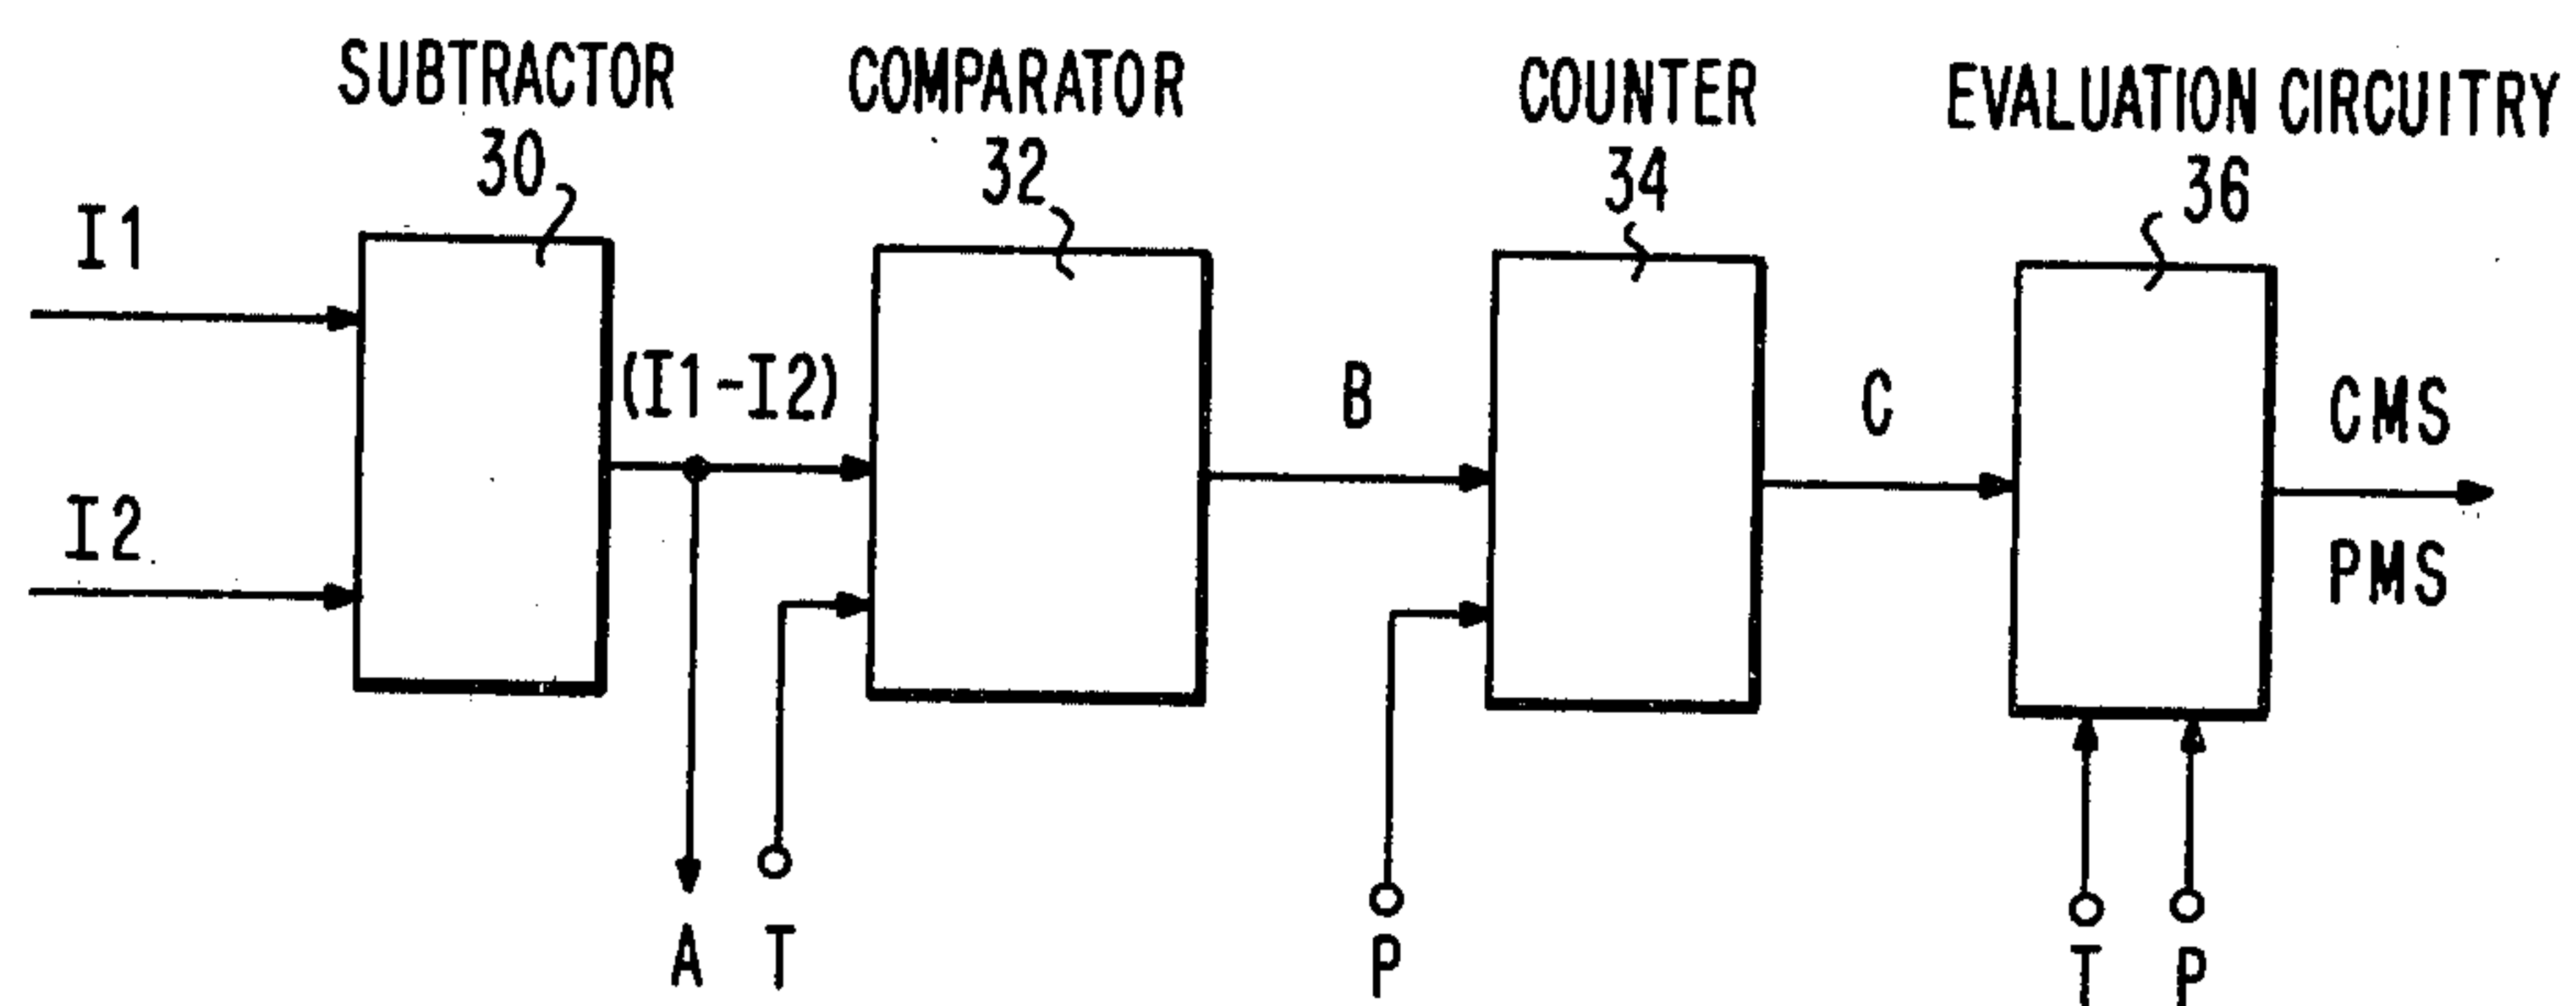 SUBTRACTOR
30
COMPARATOR
32
COUNTER
34
EVALUATION CIRCUITRY
36
I1
I2
(I1-I2)
B
C
CMS
PMS
A
T
P
T
P